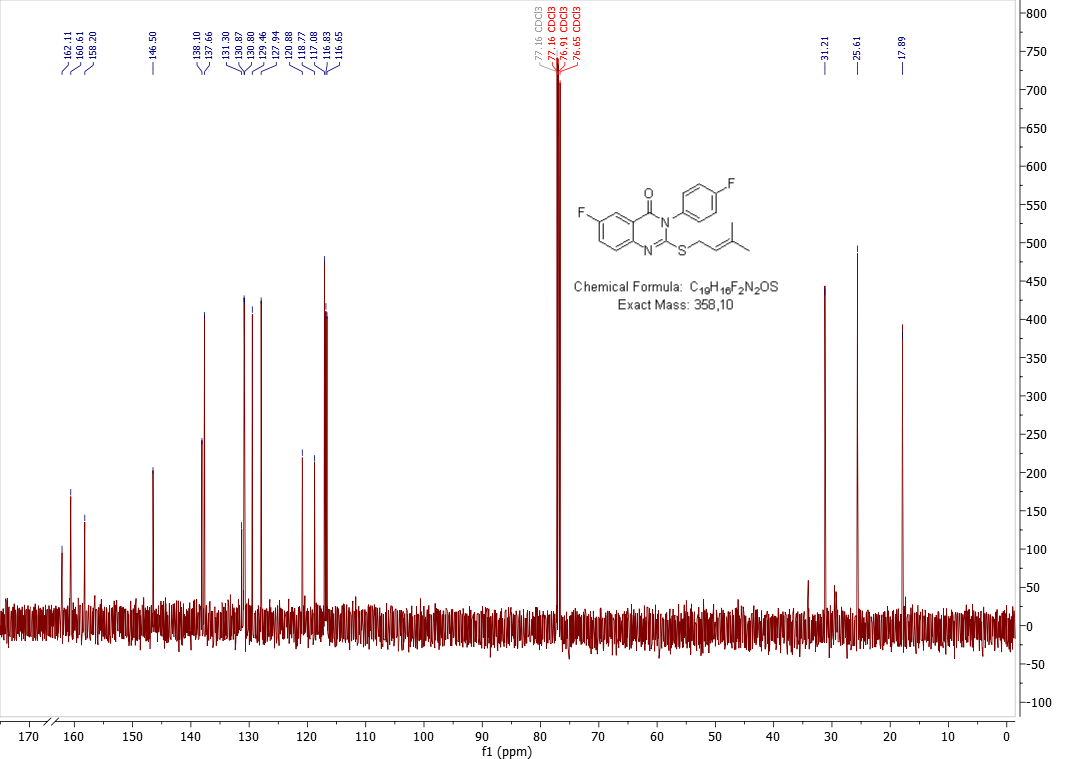 162.11
160.61
158.20
146.50
138.10
137.66
131.30
130.87
130.80
129.46
127.94
120.88
118.77
117.08
116.83
116.65
77.16 CDCl3
77.16 CDCl3
76.91 CDCl3
76.65 CDCl3
31.21
25.61
17.89
800
750
700
650
600
550
500
450
400
350
300
250
200
150
100
50
0
-50
-100
O
F
F
N
N
S
Chemical Formula: C₁₉H₁₆F₂N₂OS
Exact Mass: 358,10
170 160 150 140 130 120 110 100 90 80 70 60 50 40 30 20 10 0
f1 (ppm)